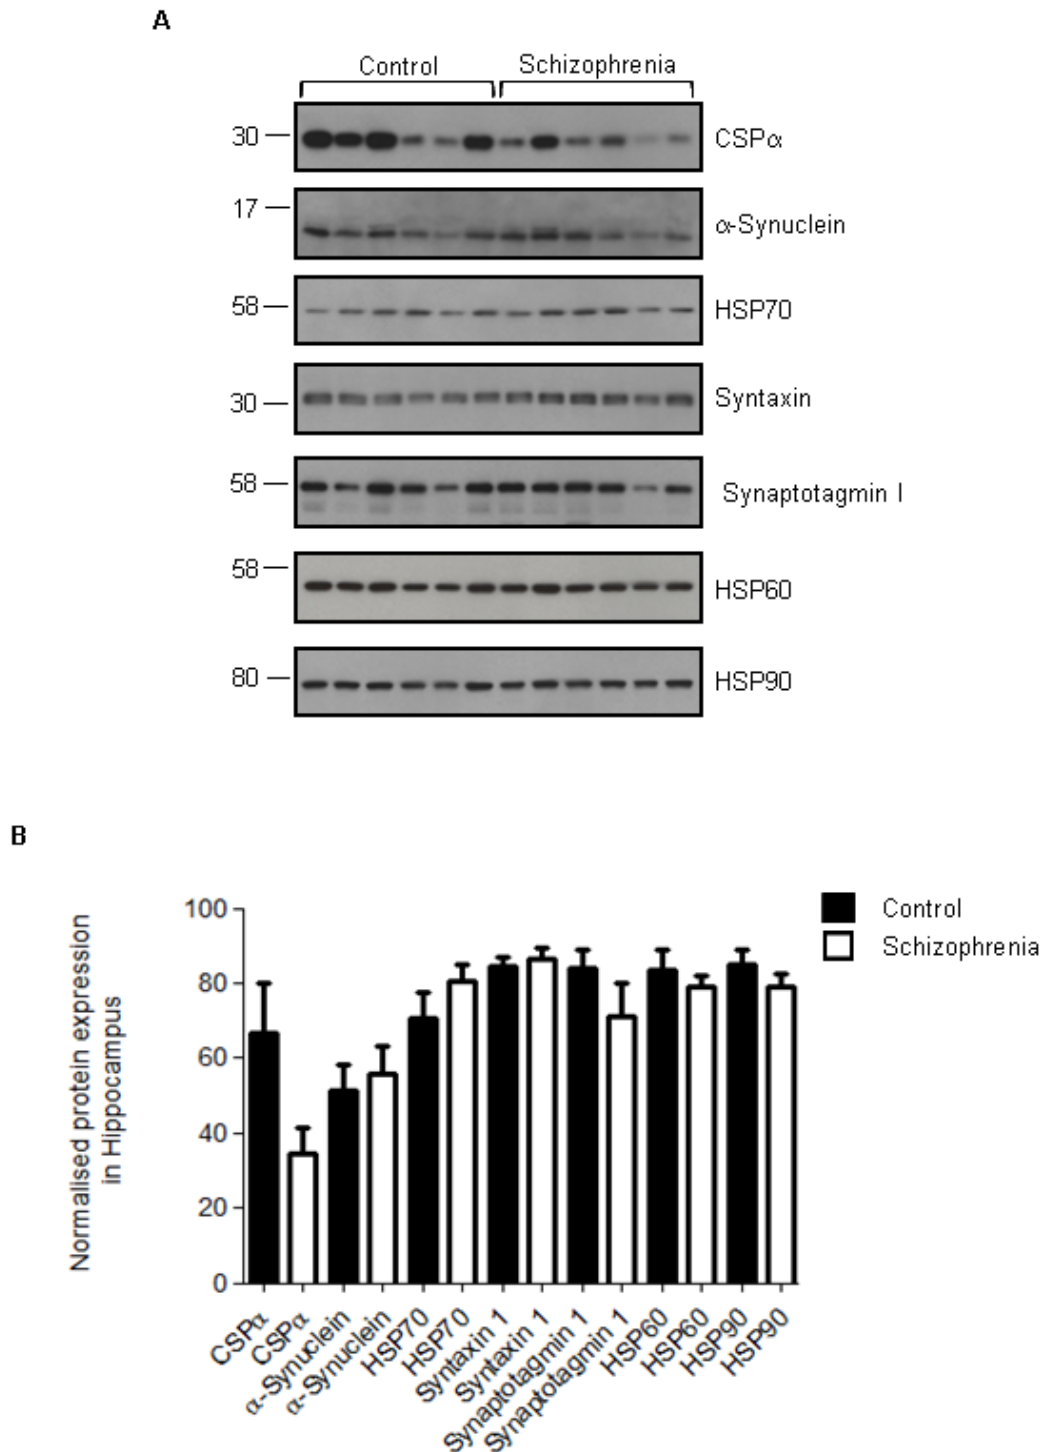 A
Control Schizophrenia
30 CSPα
17 α-Synuclein
58 HSP70
30 Syntaxin
58 Synaptotagmin I
58 HSP60
80 HSP90
B
Control
Schizophrenia
Normalised protein expression
in Hippocampus
100
80
60
40
20
0
CSPα CSPα α-Synuclein α-Synuclein HSP70 HSP70 Syntaxin 1 Syntaxin 1 Synaptotagmin 1 Synaptotagmin 1 HSP60 HSP60 HSP90 HSP90